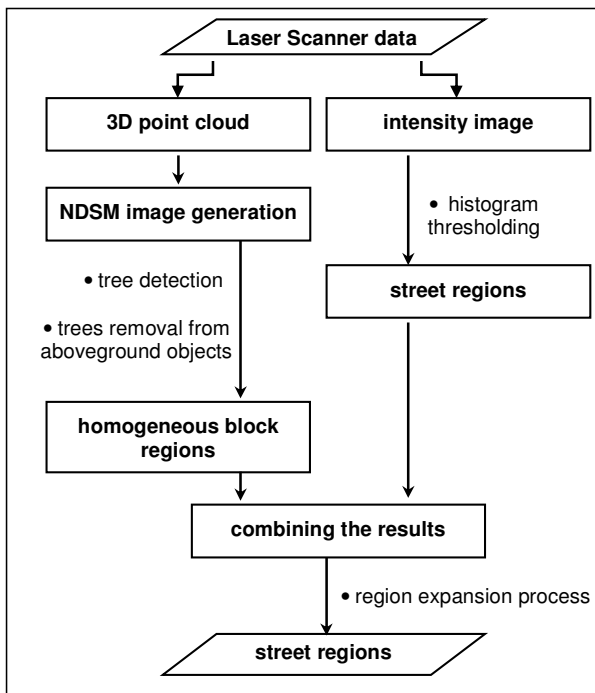 Laser Scanner data
3D point cloud
intensity image
NDSM image generation
• histogram
thresholding
• tree detection
street regions
• trees removal from
aboveground objects
homogeneous block
regions
combining the results
• region expansion process
street regions